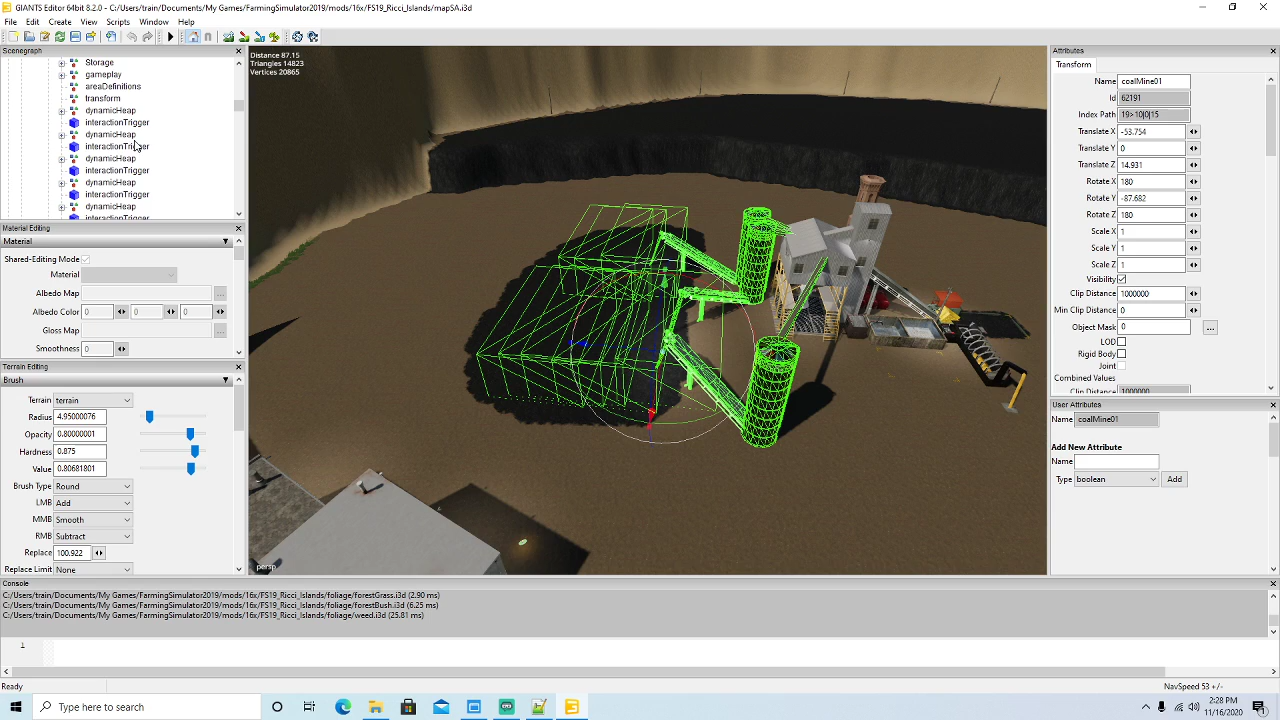 GIANTS Editor 64bit 8.2.0 - C:/Users/train/Documents/My Games/FarmingSimulator2019/mods/16x/FS19_Ricci_Islands/mapSA.i3d
File Edit Create View Scripts Window Help
Scenegraph
Storage
gameplay
areaDefinitions
transform
dynamicHeap
interactionTrigger
dynamicHeap
interactionTrigger
dynamicHeap
interactionTrigger
dynamicHeap
interactionTrigger
dynamicHeap
interactionTrigger
Material Editing
Material
Shared-Editing Mode
Material
Albedo Map ...
Albedo Color 0 0 0
Gloss Map ...
Smoothness 0
Terrain Editing
Brush
Terrain terrain
Radius 4.95000076
Opacity 0.80000001
Hardness 0.875
Value 0.80681801
Brush Type Round
LMB Add
MMB Smooth
RMB Subtract
Replace 100.922
Replace Limit None
Distance 87.15
Triangles 14823
Vertices 20865
persp
Attributes
Transform
Name coalMine01
Id 62191
Index Path 19>10|0|15
Translate X -53.754
Translate Y 0
Translate Z 14.931
Rotate X 180
Rotate Y -87.682
Rotate Z 180
Scale X 1
Scale Y 1
Scale Z 1
Visibility
Clip Distance 1000000
Min Clip Distance 0
Object Mask 0 ...
LOD
Rigid Body
Joint
Combined Values
Clip Distance 1000000
User Attributes
Name coalMine01
Add New Attribute
Name
Type boolean Add
Console
C:/Users/train/Documents/My Games/FarmingSimulator2019/mods/16x/FS19_Ricci_Islands/foliage/forestGrass.i3d (2.90 ms)
C:/Users/train/Documents/My Games/FarmingSimulator2019/mods/16x/FS19_Ricci_Islands/foliage/forestBush.i3d (6.25 ms)
C:/Users/train/Documents/My Games/FarmingSimulator2019/mods/16x/FS19_Ricci_Islands/foliage/weed.i3d (25.81 ms)
1
Ready
NavSpeed 53 +/-
Type here to search
2:28 PM
11/16/2020
1